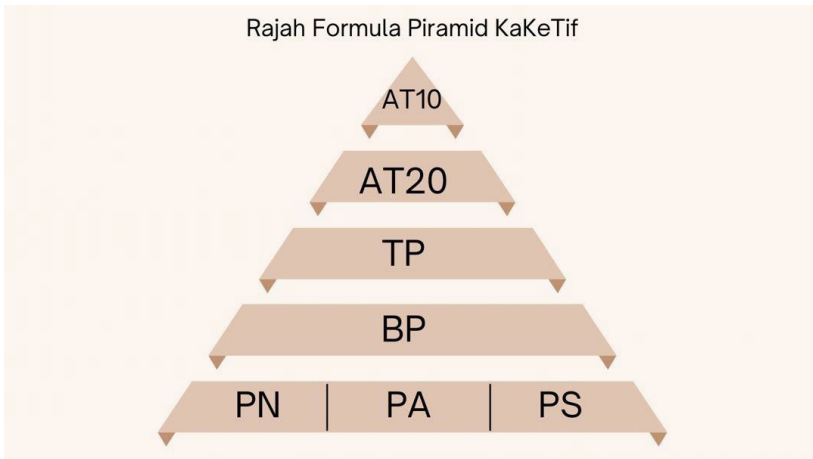 Rajah Formula Piramid KaKeTif
AT10
AT20
TP
BP
PN | PA | PS